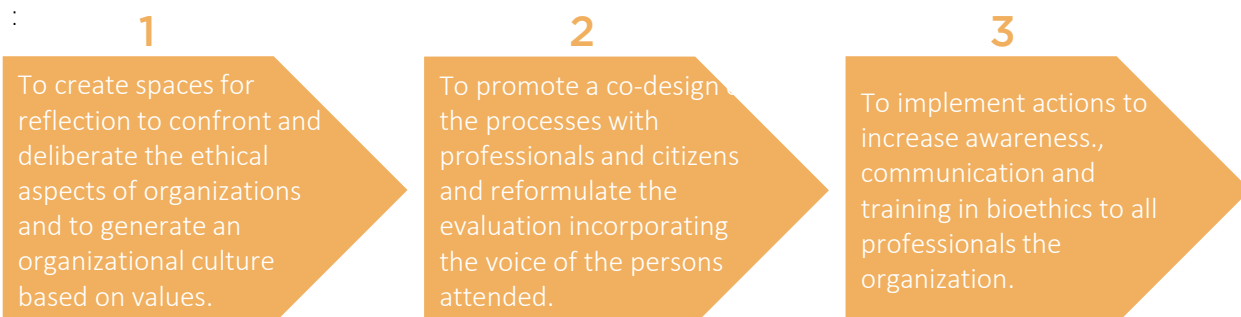 :
1
To create spaces for
reflection to confront and
deliberate the ethical
aspects of organizations
and to generate an
organizational culture
based on values.
2
To promote a co-design
the processes with
professionals and citizens
and reformulate the
evaluation incorporating
the voice of the persons
attended.
3
To implement actions to
increase awareness.,
communication and
training in bioethics to all
professionals the
organization.